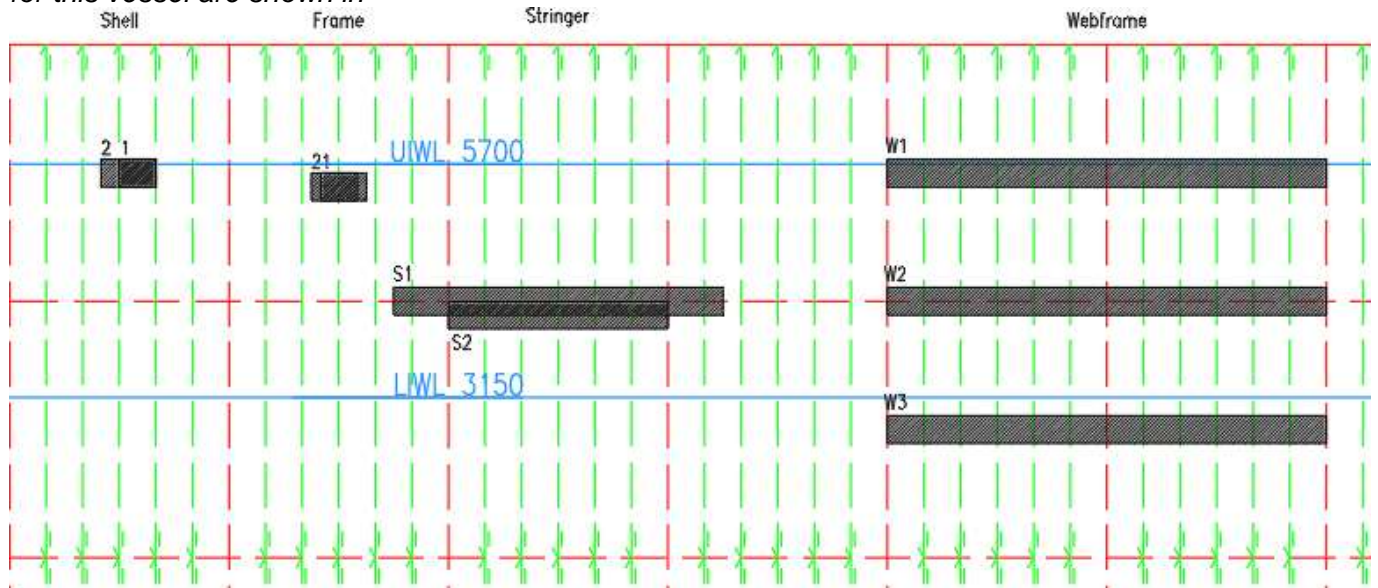 for this vessel are shown in
Shell Frame Stringer Webframe
UIWL 5700
W1
2 1
21
S1
W2
S2
LIWL 3150
W3